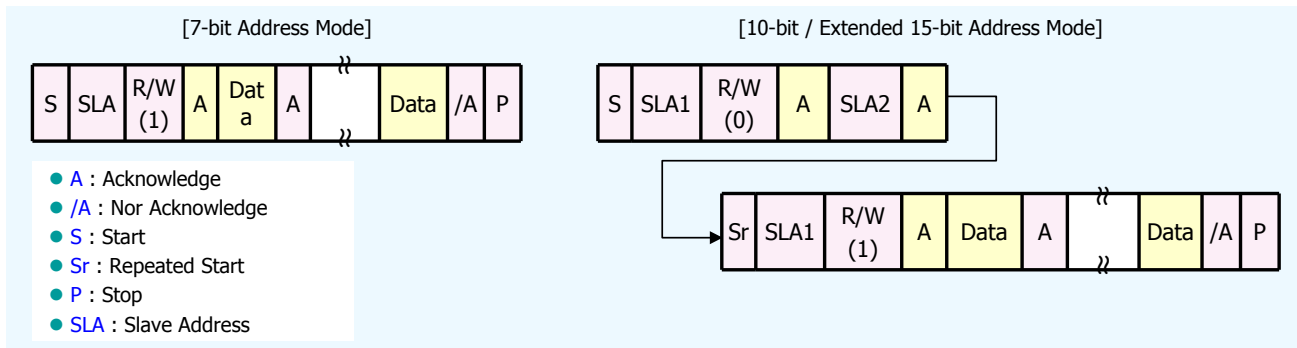 [7-bit Address Mode]
S SLA R/W (1) A Dat a A Data /A P
A : Acknowledge
/A : Nor Acknowledge
S : Start
Sr : Repeated Start
P : Stop
SLA : Slave Address
[10-bit / Extended 15-bit Address Mode]
S SLA1 R/W (0) A SLA2 A
Sr SLA1 R/W (1) A Data A Data /A P